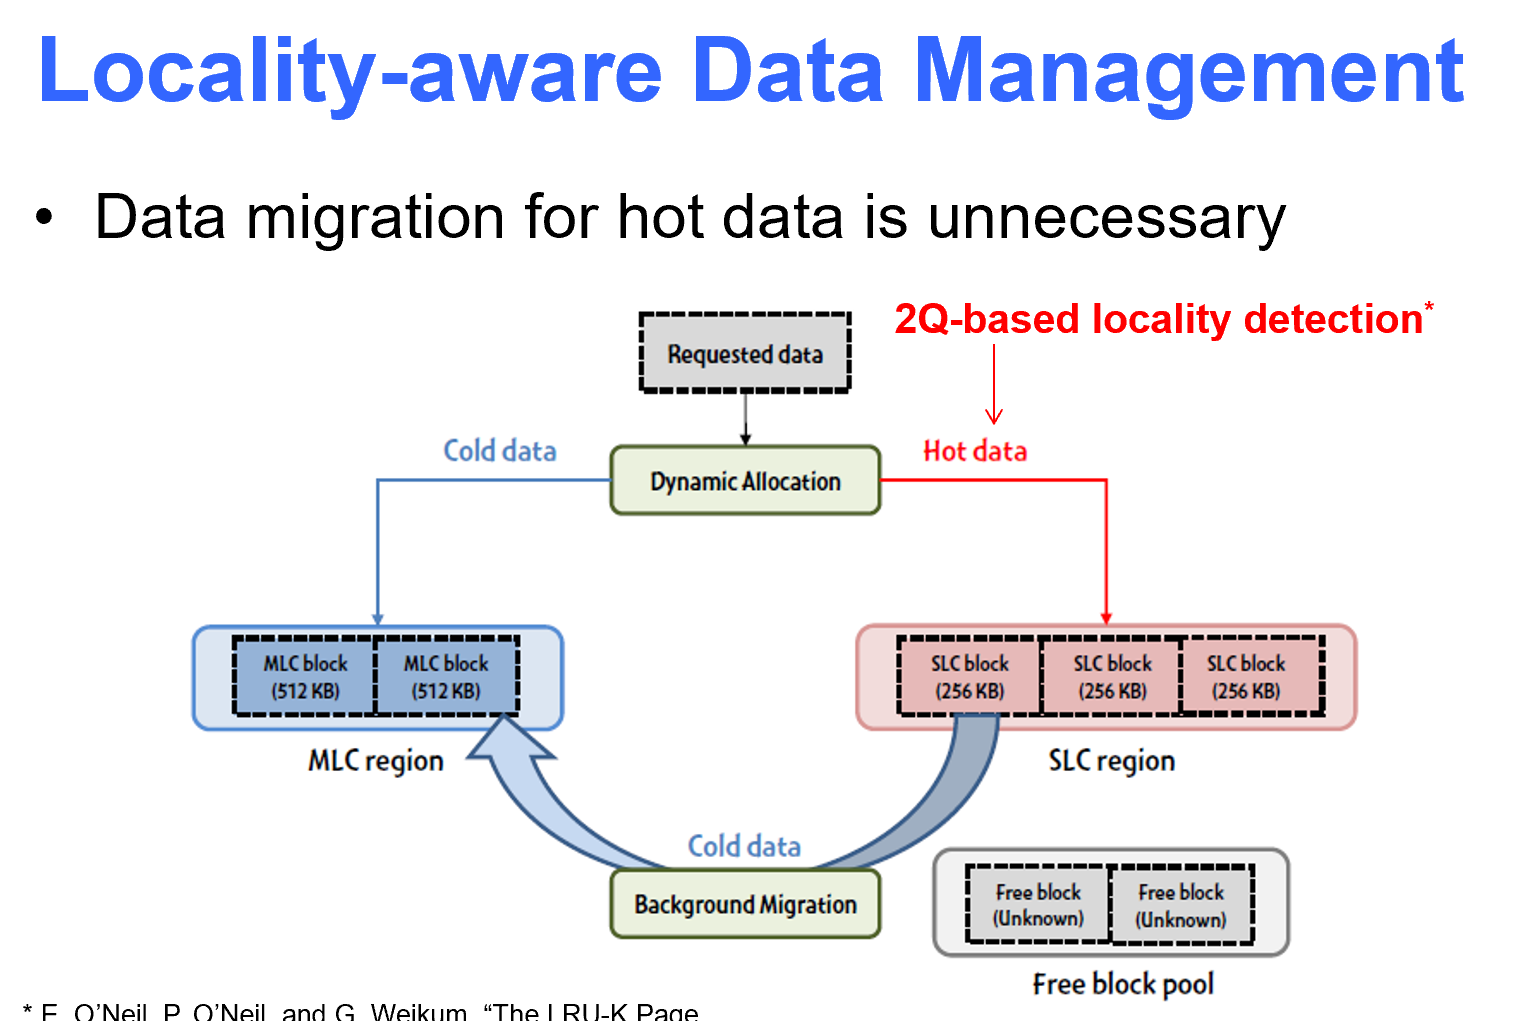 Locality-aware Data Management
• Data migration for hot data is unnecessary
2Q-based locality detection*
Requested data
Cold data
Hot data
Dynamic Allocation
MLC block
(512 KB)
MLC block
(512 KB)
SLC block
(256 KB)
SLC block
(256 KB)
SLC block
(256 KB)
MLC region
SLC region
Cold data
Background Migration
Free block
(Unknown)
Free block
(Unknown)
Free block pool
* E. O’Neil, P. O’Neil, and G. Weikum, “The LRU-K Page